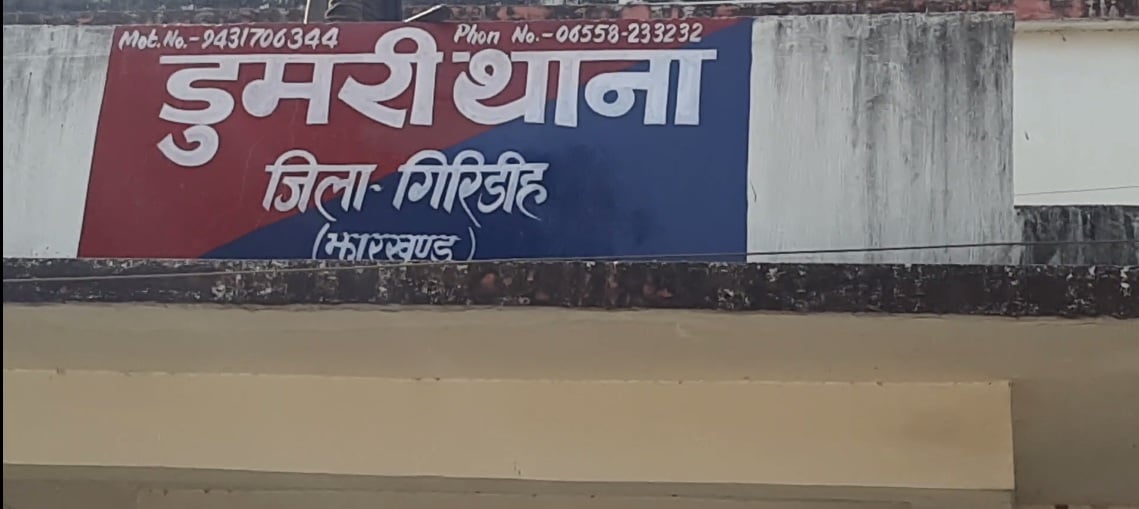 Mob. No.-9431706344 Phon No.-06558-233232
डुमरी थाना
जिला- गिरिडीह
(झारखण्ड)